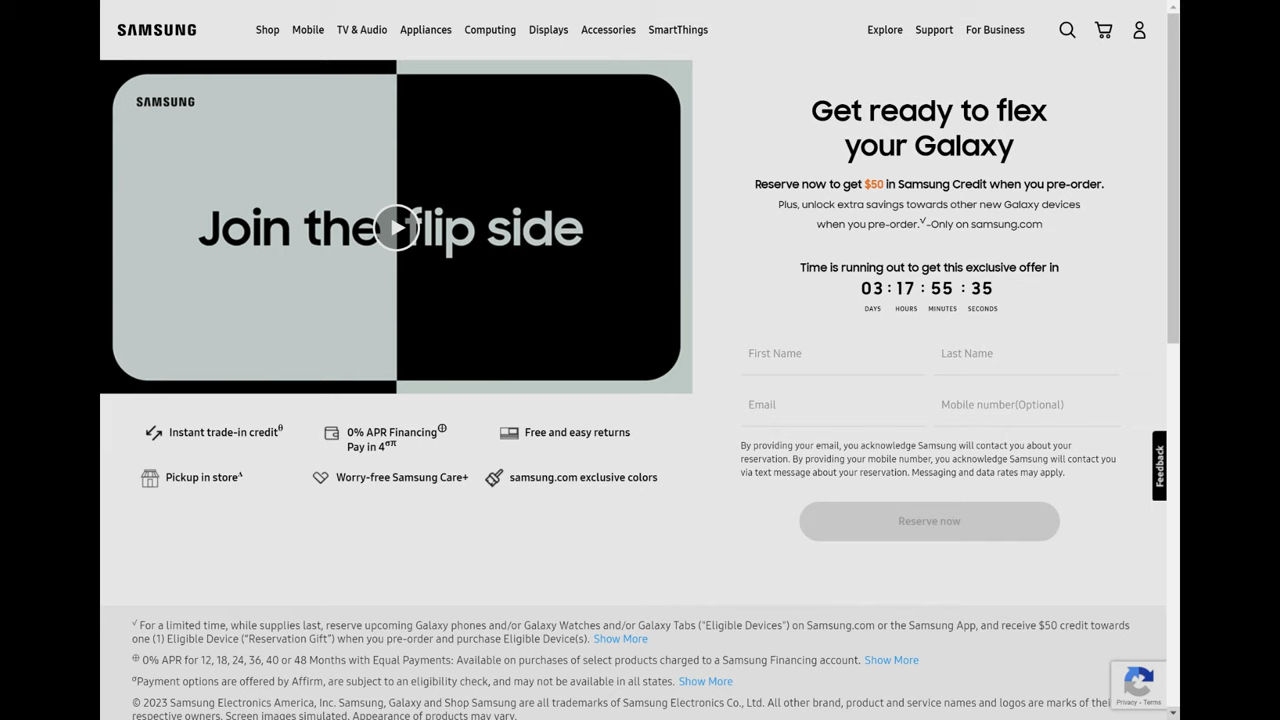 SAMSUNG
Shop Mobile TV & Audio Appliances Computing Displays Accessories SmartThings
Explore Support For Business
SAMSUNG
Join the flip side
Get ready to flex
your Galaxy
Reserve now to get $50 in Samsung Credit when you pre-order.
Plus, unlock extra savings towards other new Galaxy devices
when you pre-order.√-Only on samsung.com
Time is running out to get this exclusive offer in
03 : 17 : 55 : 35
DAYS HOURS MINUTES SECONDS
First Name Last Name
Email Mobile number(Optional)
By providing your email, you acknowledge Samsung will contact you about your
reservation. By providing your mobile number, you acknowledge Samsung will contact you
via text message about your reservation. Messaging and data rates may apply.
Reserve now
Instant trade-in creditθ
0% APR Financing⊕
Pay in 4σπ
Free and easy returns
Pickup in storeᴧ
Worry-free Samsung Care+
samsung.com exclusive colors
Feedback
√ For a limited time, while supplies last, reserve upcoming Galaxy phones and/or Galaxy Watches and/or Galaxy Tabs ("Eligible Devices") on Samsung.com or the Samsung App, and receive $50 credit towards
one (1) Eligible Device (“Reservation Gift”) when you pre-order and purchase Eligible Device(s). Show More
⊕ 0% APR for 12, 18, 24, 36, 40 or 48 Months with Equal Payments: Available on purchases of select products charged to a Samsung Financing account. Show More
σPayment options are offered by Affirm, are subject to an eligibility check, and may not be available in all states. Show More
© 2023 Samsung Electronics America, Inc. Samsung, Galaxy and Shop Samsung are all trademarks of Samsung Electronics Co., Ltd. All other brand, product and service names and logos are marks of their
respective owners. Screen images simulated. Appearance of products may vary.
Privacy - Terms